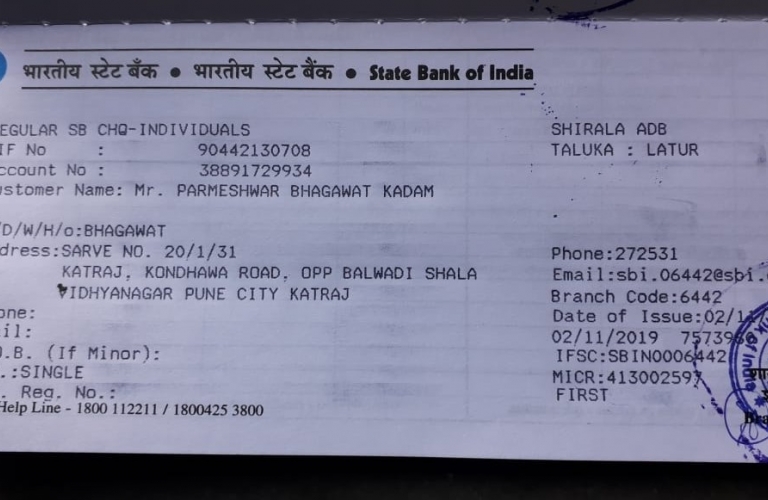 भारतीय स्टेट बँक • भारतीय स्टेट बैंक • State Bank of India
EGULAR SB CHQ-INDIVIDUALS
SHIRALA ADB
IF No : 90442130708
TALUKA : LATUR
ccount No : 38891729934
ustomer Name: Mr. PARMESHWAR BHAGAWAT KADAM
/D/W/H/o:BHAGAWAT
dress:SARVE NO. 20/1/31
Phone:272531
KATRAJ, KONDHAWA ROAD, OPP BALWADI SHALA
Email:sbi.06442@sbi.
VIDHYANAGAR PUNE CITY KATRAJ
Branch Code:6442
one:
Date of Issue:02/1
il:
02/11/2019 75739
.B. (If Minor):
IFSC:SBIN0006442
.:SINGLE
MICR:413002597
. Reg. No.:
FIRST
Help Line - 1800 112211 / 1800425 3800